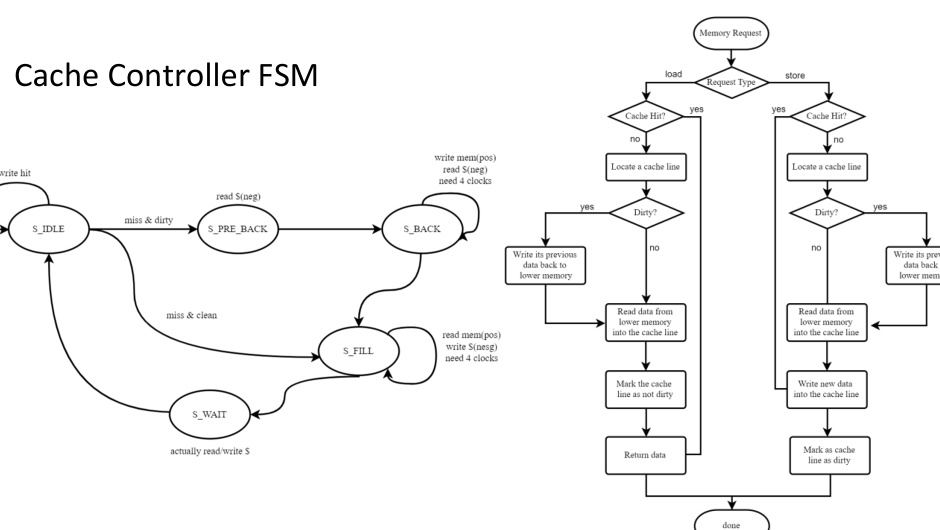 Cache Controller FSM
write hit
S_IDLE
miss & dirty
read $(neg)
S_PRE_BACK
write mem(pos)
read $(neg)
need 4 clocks
S_BACK
miss & clean
S_FILL
read mem(pos)
write $(nesg)
need 4 clocks
S_WAIT
actually read/write $
Memory Request
Request Type
load
store
Cache Hit?
yes
no
Locate a cache line
Dirty?
yes
no
Write its previous
data back to
lower memory
Read data from
lower memory
into the cache line
Mark the cache
line as not dirty
Return data
yes
Cache Hit?
no
Locate a cache line
Dirty?
yes
no
Write its
data back
lower
Read data from
lower memory
into the cache line
Write new data
into the cache line
Mark as cache
line as dirty
done